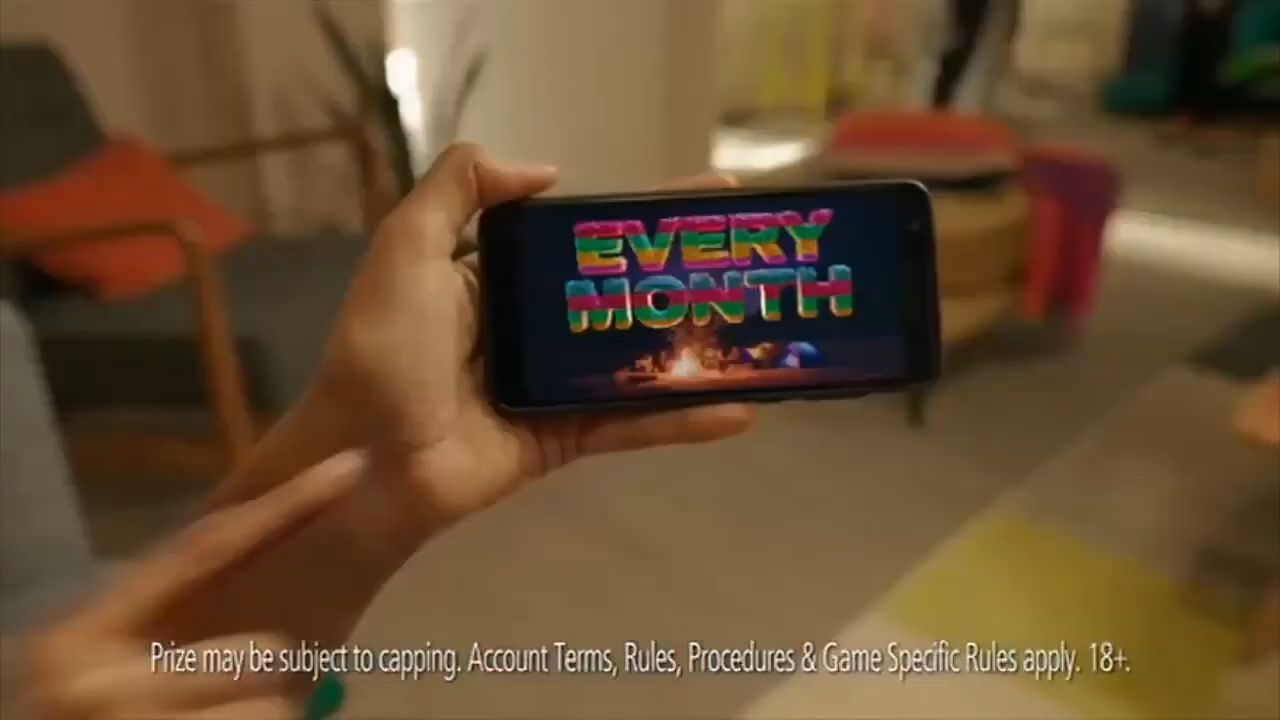 EVERY
MONTH
Prize may be subject to capping. Account Terms, Rules, Procedures & Game Specific Rules apply. 18+.